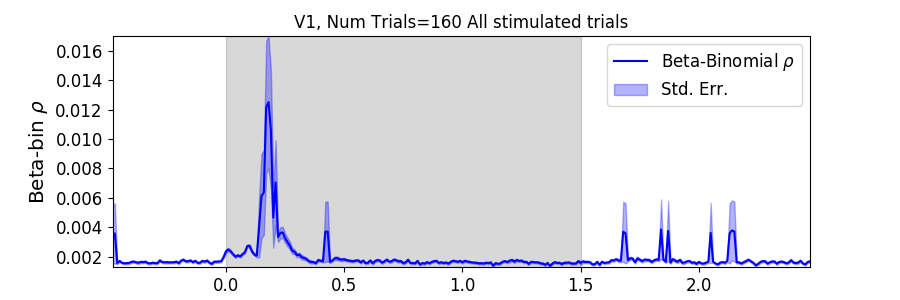 V1, Num Trials=160 All stimulated trials
Beta-bin ρ
0.016
0.014
0.012
0.010
0.008
0.006
0.004
0.002
Beta-Binomial ρ
Std. Err.
0.0 0.5 1.0 1.5 2.0